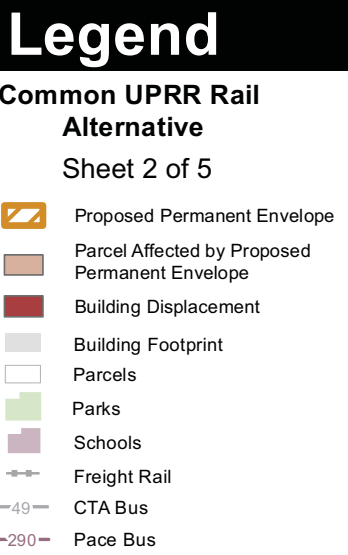 Legend
Common UPRR Rail
Alternative
Sheet 2 of 5
Proposed Permanent Envelope
Parcel Affected by Proposed
Permanent Envelope
Building Displacement
Building Footprint
Parcels
Parks
Schools
Freight Rail
49 CTA Bus
290 Pace Bus